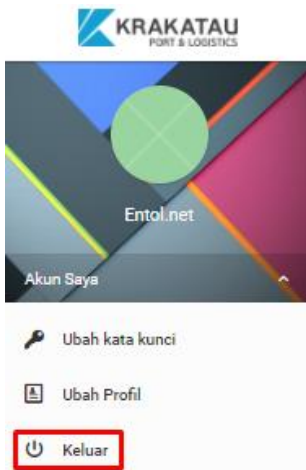 KRAKATAU
PORT & LOGISTICS
Entol.net
Akun Saya
Ubah kata kunci
Ubah Profil
Keluar